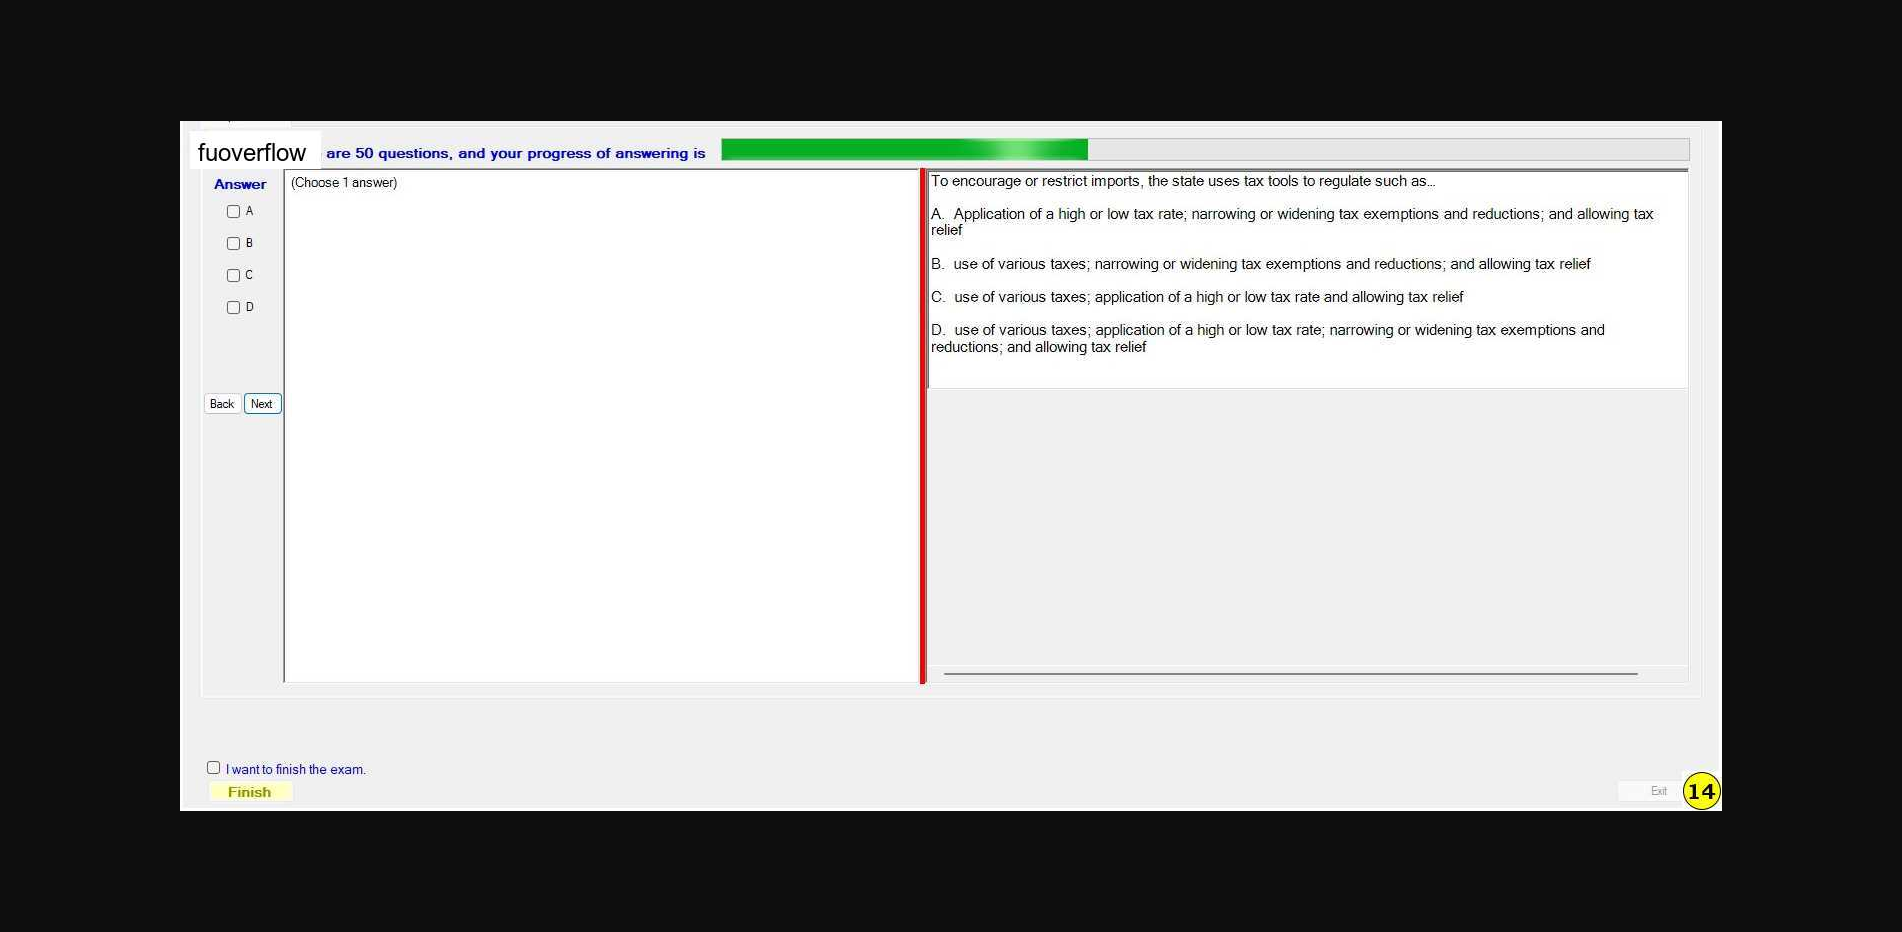 fuoverflow are 50 questions, and your progress of answering is
Answer
(Choose 1 answer)
A
B
C
D
Back Next
To encourage or restrict imports, the state uses tax tools to regulate such as...
A. Application of a high or low tax rate; narrowing or widening tax exemptions and reductions; and allowing tax
relief
B. use of various taxes; narrowing or widening tax exemptions and reductions; and allowing tax relief
C. use of various taxes; application of a high or low tax rate and allowing tax relief
D. use of various taxes; application of a high or low tax rate; narrowing or widening tax exemptions and
reductions; and allowing tax relief
I want to finish the exam.
Finish
Exit
14